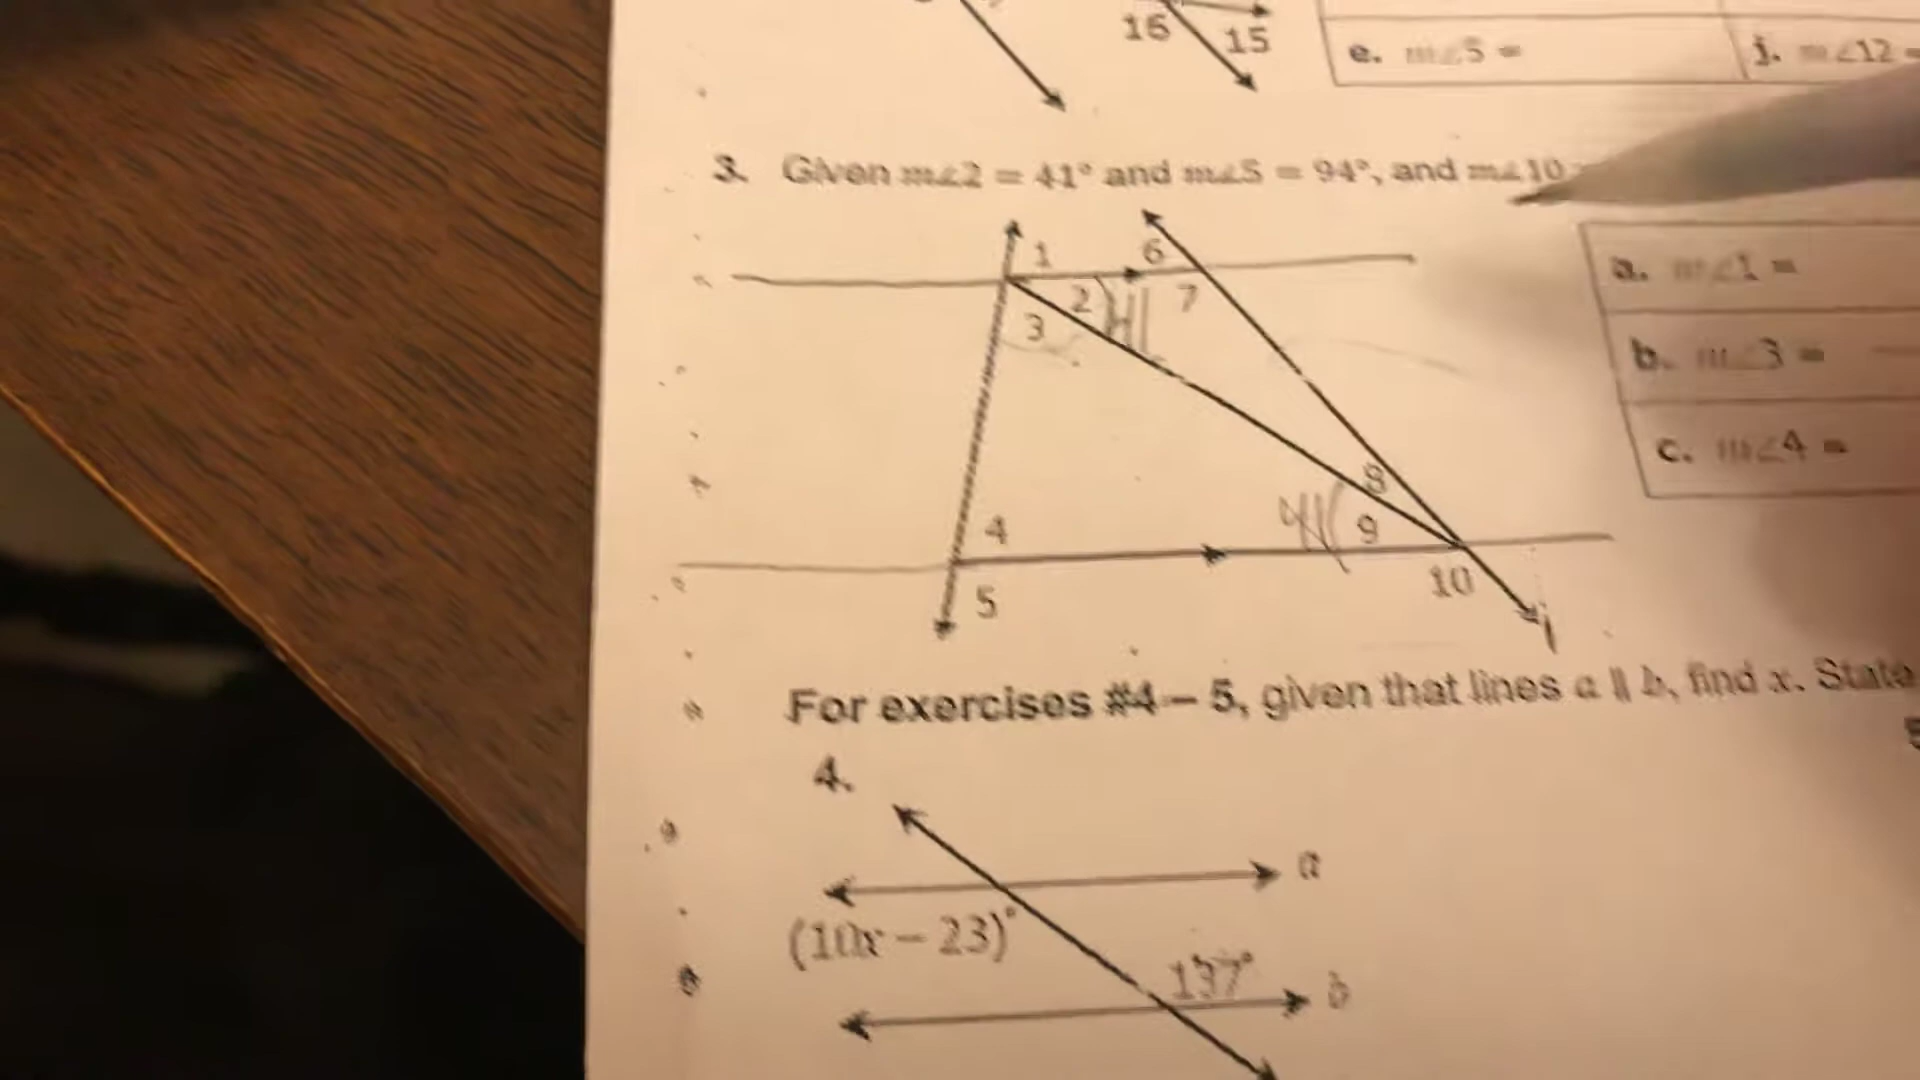 16 15
e. m∠5 =
j. m∠12 =
3. Given m∠2 = 41° and m∠5 = 94°, and m∠10
1 6
2 41 7
3
8
4 41 9
5 10
a. m∠1 =
b. m∠3 =
c. m∠4 =
For exercises #4 – 5, given that lines a || b, find x. State
4.
a
(10x – 23)°
137°
b